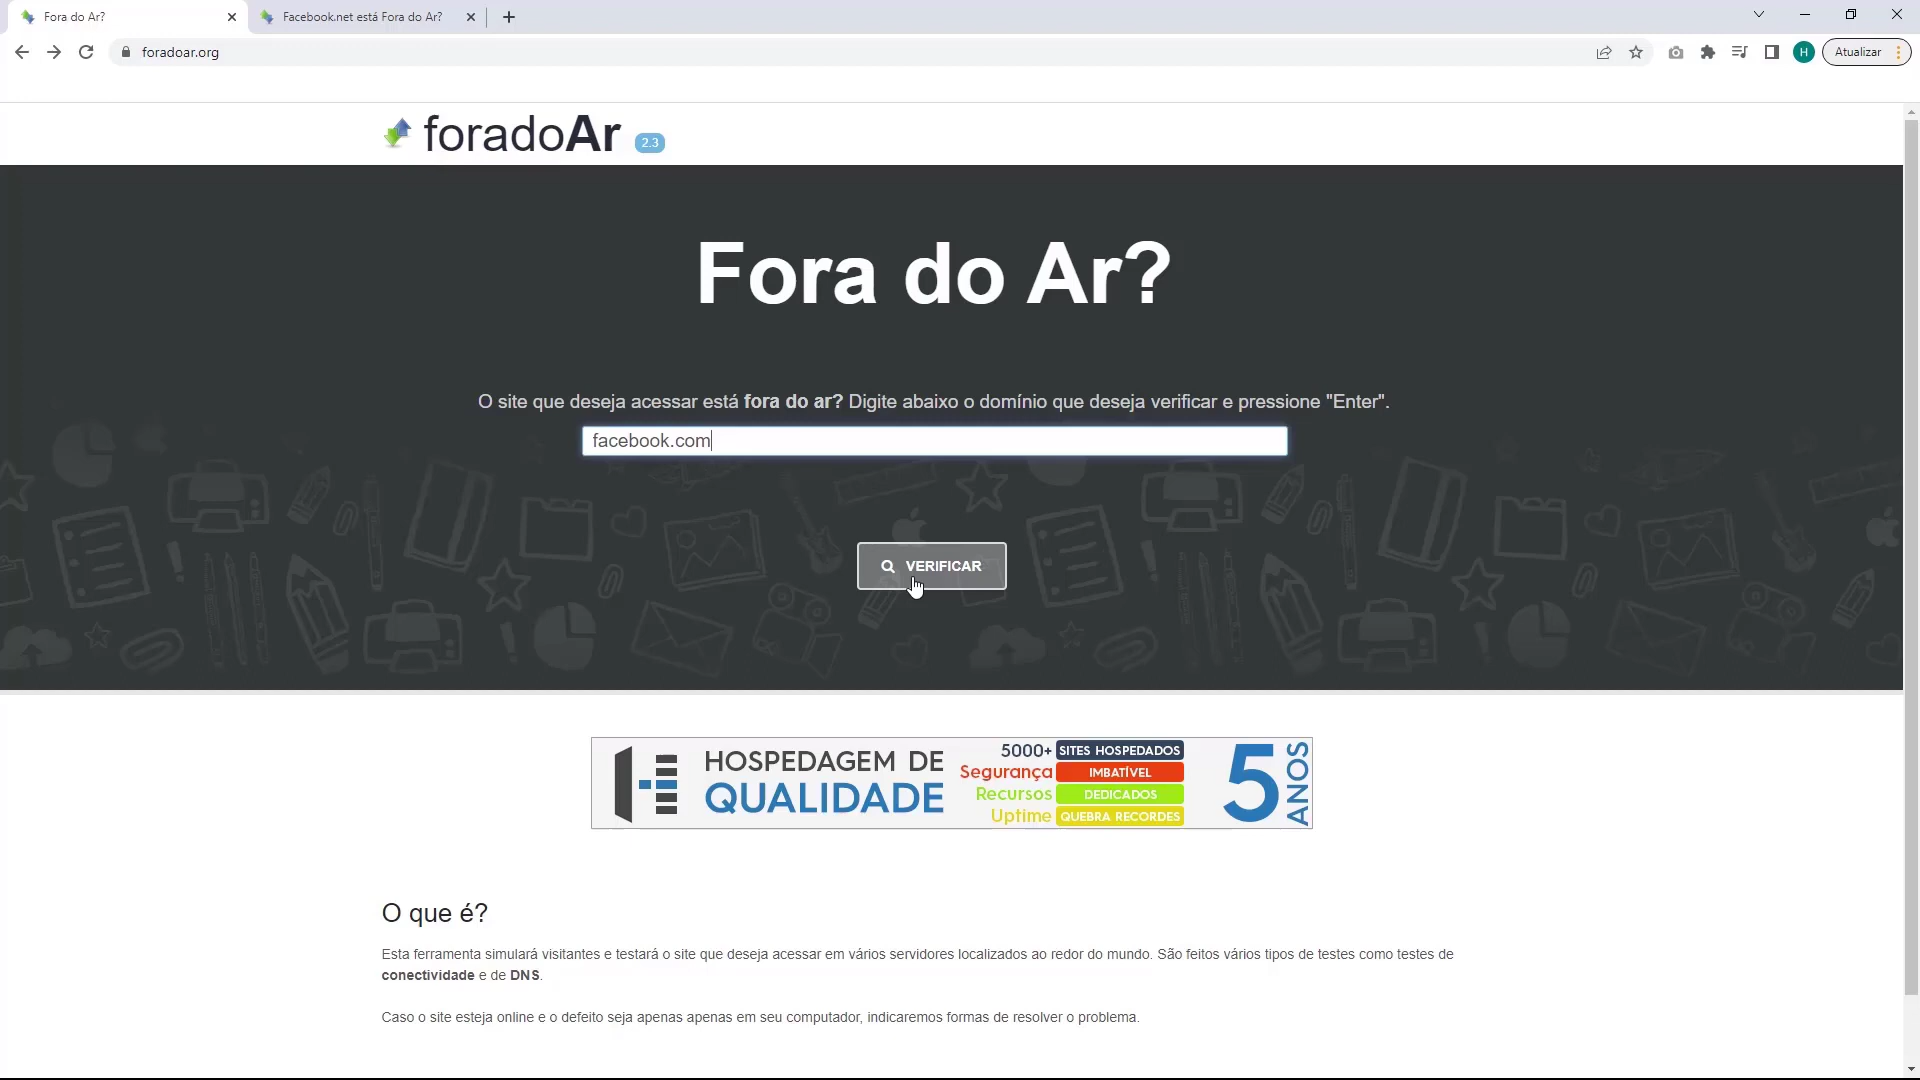 Fora do Ar?
Facebook.net está Fora do Ar?
foradoar.org
H
Atualizar
foradoAr 2.3
Fora do Ar?
O site que deseja acessar está fora do ar? Digite abaixo o domínio que deseja verificar e pressione "Enter".
facebook.com
VERIFICAR
HOSPEDAGEM DE
QUALIDADE
5000+ SITES HOSPEDADOS
Segurança IMBATÍVEL
Recursos DEDICADOS
Uptime QUEBRA RECORDES
5 ANOS
O que é?
Esta ferramenta simulará visitantes e testará o site que deseja acessar em vários servidores localizados ao redor do mundo. São feitos vários tipos de testes como testes de
conectividade e de DNS.
Caso o site esteja online e o defeito seja apenas apenas em seu computador, indicaremos formas de resolver o problema.